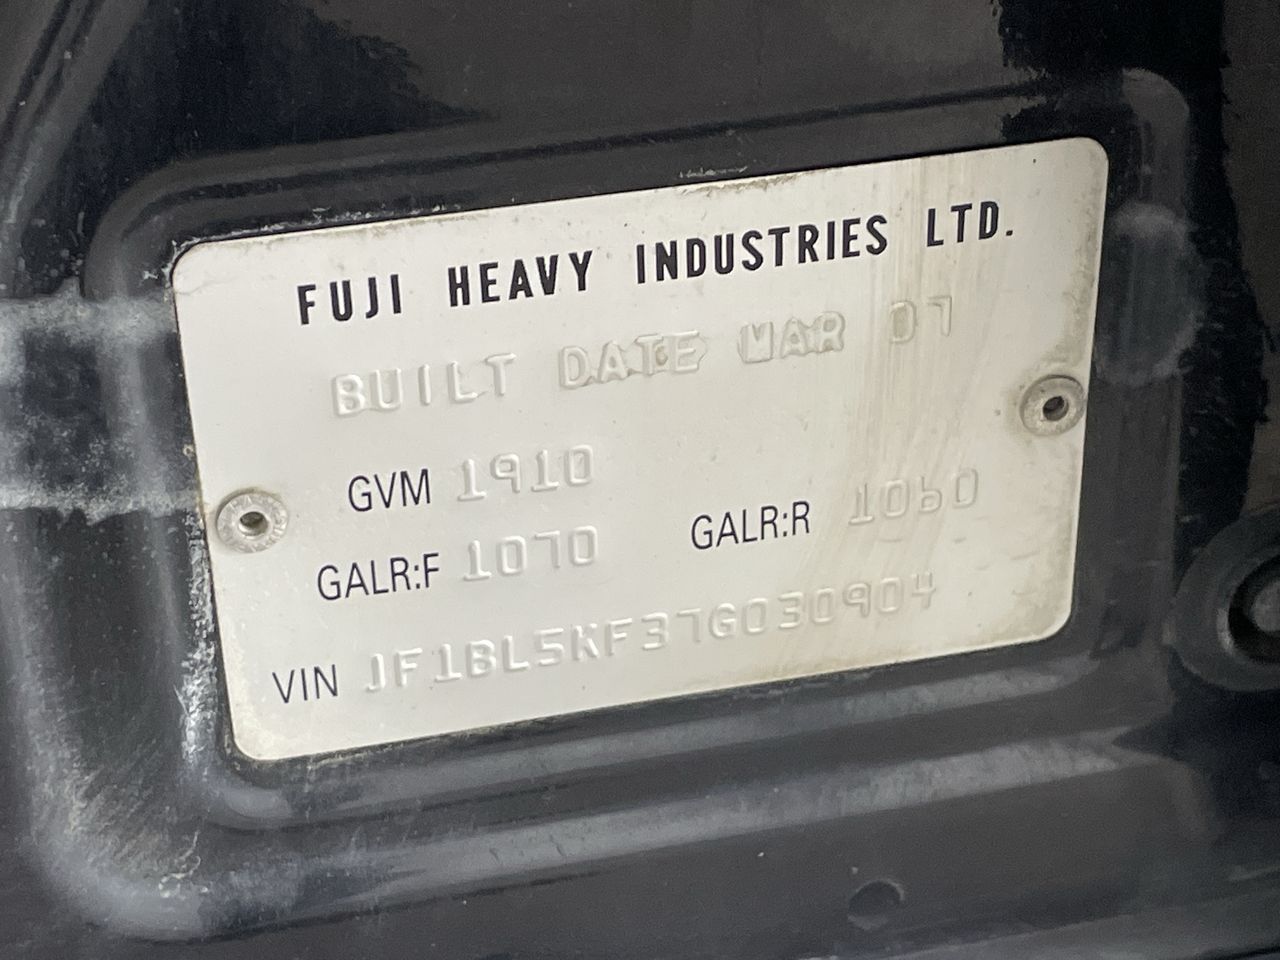 FUJI HEAVY INDUSTRIES LTD.
BUILT DATE MAR 07
GVM 1910
GALR:F 1070 GALR:R 1060
VIN JF1BL5KF37G030904